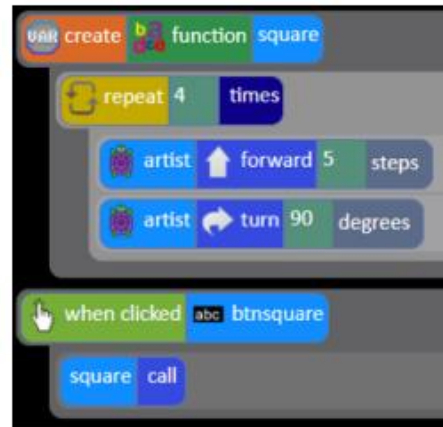 VAR create abc function square
repeat 4 times
artist forward 5 steps
artist turn 90 degrees
when clicked abc btnsquare
square call